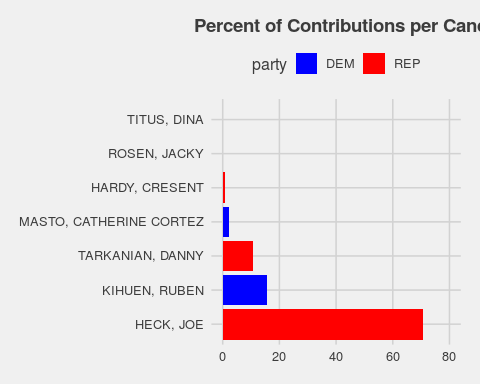 Percent of Contributions per
party DEM REP
TITUS, DINA
ROSEN, JACKY
HARDY, CRESENT
MASTO, CATHERINE CORTEZ
TARKANIAN, DANNY
KIHUEN, RUBEN
HECK, JOE
0 20 40 60 80